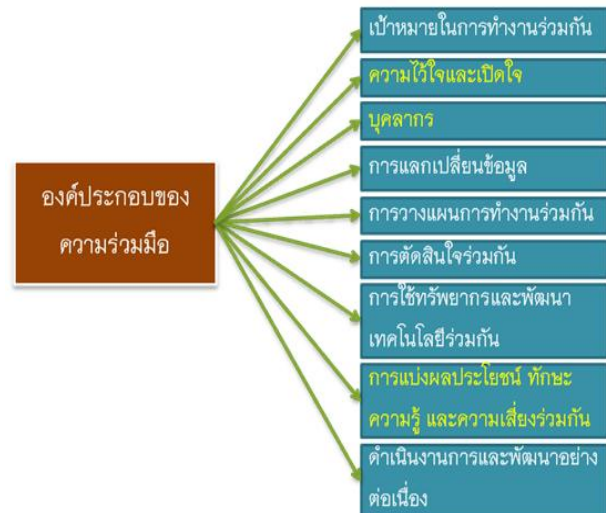 องค์ประกอบของ
ความร่วมมือ
เป้าหมายในการทำงานร่วมกัน
ความไว้ใจและเปิดใจ
บุคลากร
การแลกเปลี่ยนข้อมูล
การวางแผนการทำงานร่วมกัน
การตัดสินใจร่วมกัน
การใช้ทรัพยากรและพัฒนา
เทคโนโลยีร่วมกัน
การแบ่งผลประโยชน์ ทักษะ
ความรู้ และความเสี่ยงร่วมกัน
ดำเนินงานการและพัฒนาอย่าง
ต่อเนื่อง